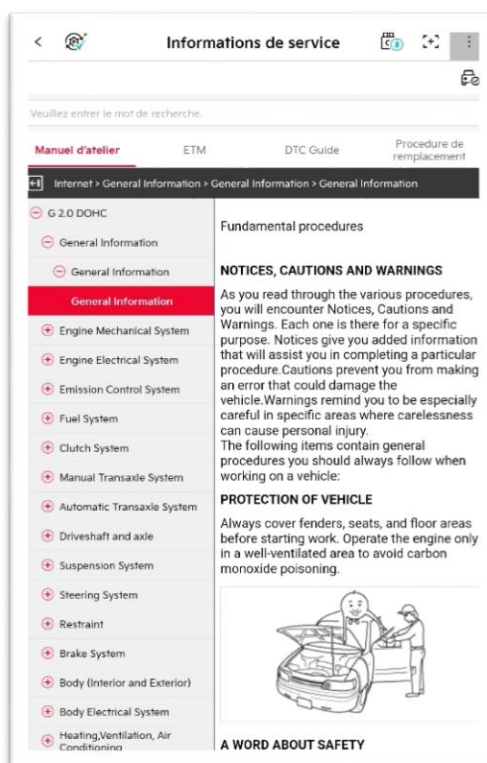 Informations de service
Veuillez entrer le mot de recherche.
Manuel d'atelier
ETM
DTC Guide
Procedure de
remplacement
Internet > General Information > General Information > General Information
G 2.0 DOHC
General Information
General Information
General Information
Engine Mechanical System
Engine Electrical System
Emission Control System
Fuel System
Clutch System
Manual Transaxle System
Automatic Transaxle System
Driveshaft and axle
Suspension System
Steering System
Restraint
Brake System
Body (Interior and Exterior)
Body Electrical System
Heating,Ventilation, Air
Conditioning
Fundamental procedures
NOTICES, CAUTIONS AND WARNINGS
As you read through the various procedures,
you will encounter Notices, Cautions and
Warnings. Each one is there for a specific
purpose. Notices give you added information
that will assist you in completing a particular
procedure.Cautions prevent you from making
an error that could damage the
vehicle.Warnings remind you to be especially
careful in specific areas where carelessness
can cause personal injury.
The following items contain general
procedures you should always follow when
working on a vehicle:
PROTECTION OF VEHICLE
Always cover fenders, seats, and floor areas
before starting work. Operate the engine only
in a well-ventilated area to avoid carbon
monoxide poisoning.
A WORD ABOUT SAFETY